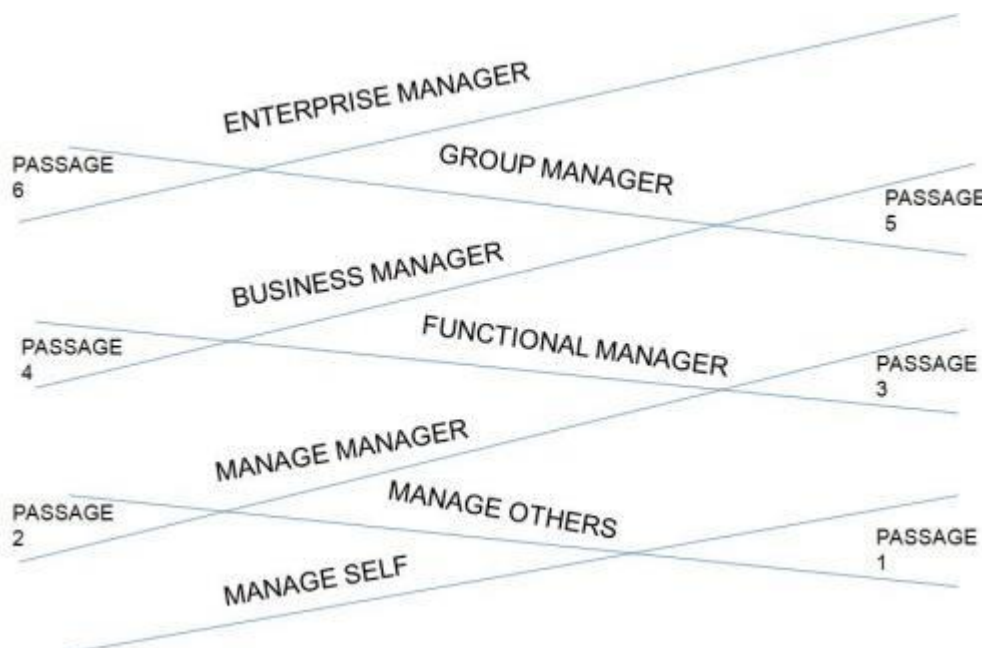 ENTERPRISE MANAGER
PASSAGE
6
GROUP MANAGER
PASSAGE
5
BUSINESS MANAGER
FUNCTIONAL MANAGER
PASSAGE
4
PASSAGE
3
MANAGE MANAGER
MANAGE OTHERS
PASSAGE
2
PASSAGE
1
MANAGE SELF